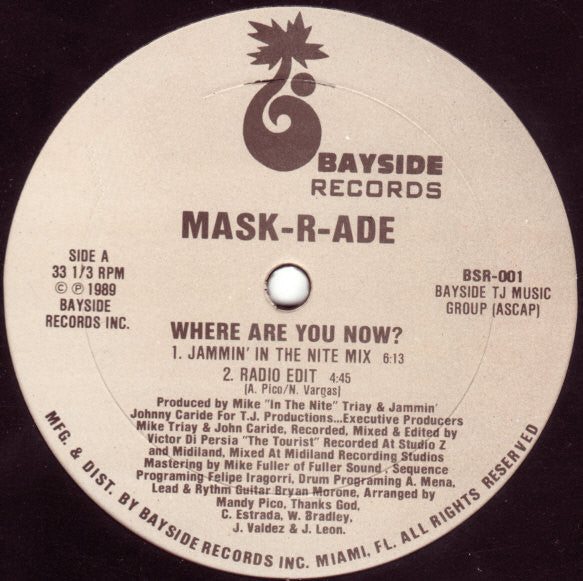 BAYSIDE
RECORDS
MASK-R-ADE
SIDE A
33 1/3 RPM
© ℗ 1989
BAYSIDE
RECORDS INC.
BSR-001
BAYSIDE TJ MUSIC
GROUP (ASCAP)
WHERE ARE YOU NOW?
1. JAMMIN' IN THE NITE MIX 6:13
2. RADIO EDIT 4:45
(A. Pico/N. Vargas)
Produced by Mike "In The Nite" Triay & Jammin'
Johnny Caride For T.J. Productions...Executive Producers
Mike Triay & John Caride, Recorded, Mixed & Edited by
Victor Di Persia "The Tourist" Recorded At Studio Z
and Midiland, Mixed At Midiland Recording Studios
Mastering by Mike Fuller of Fuller Sound , Sequence
Programing Felipe Iragorri, Drum Programing A. Mena,
Lead & Rythm Guitar Bryan Morone, Arranged by
Mandy Pico, Thanks God,
C. Estrada, W. Bradley,
J. Valdez & J. Leon.
MFG. & DIST. BY BAYSIDE RECORDS INC. MIAMI, FL. ALL RIGHTS RESERVED